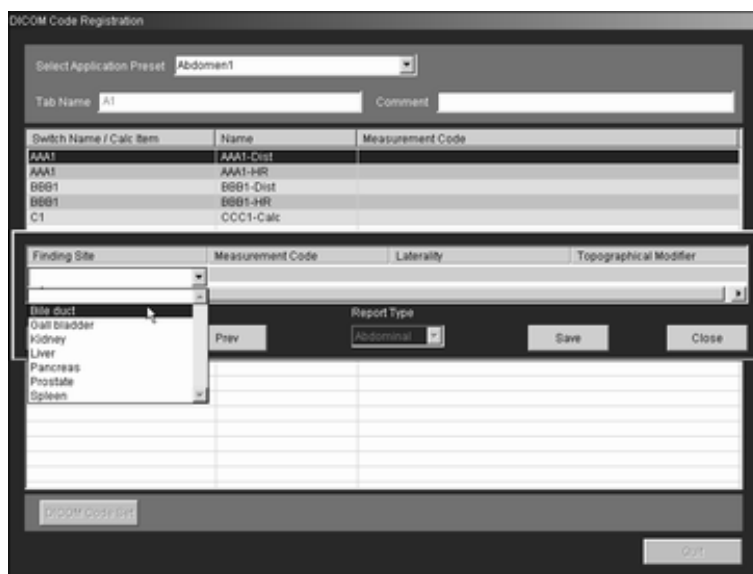 DICOM Code Registration
Select Application Preset Abdomen1
Tab Name A1 Comment
Switch Name / Calc Item Name Measurement Code
AAA1 AAA1-Dist
AAA1 AAA1-HR
BBB1 BBB1-Dist
BBB1 BBB1-HR
C1 CCC1-Calc
Finding Site Measurement Code Laterality Topographical Modifier
Bile duct Report Type
Gall bladder
Kidney Prev Abdominal Save Close
Liver
Pancreas
Prostate
Spleen
DICOM Code Set
Quit